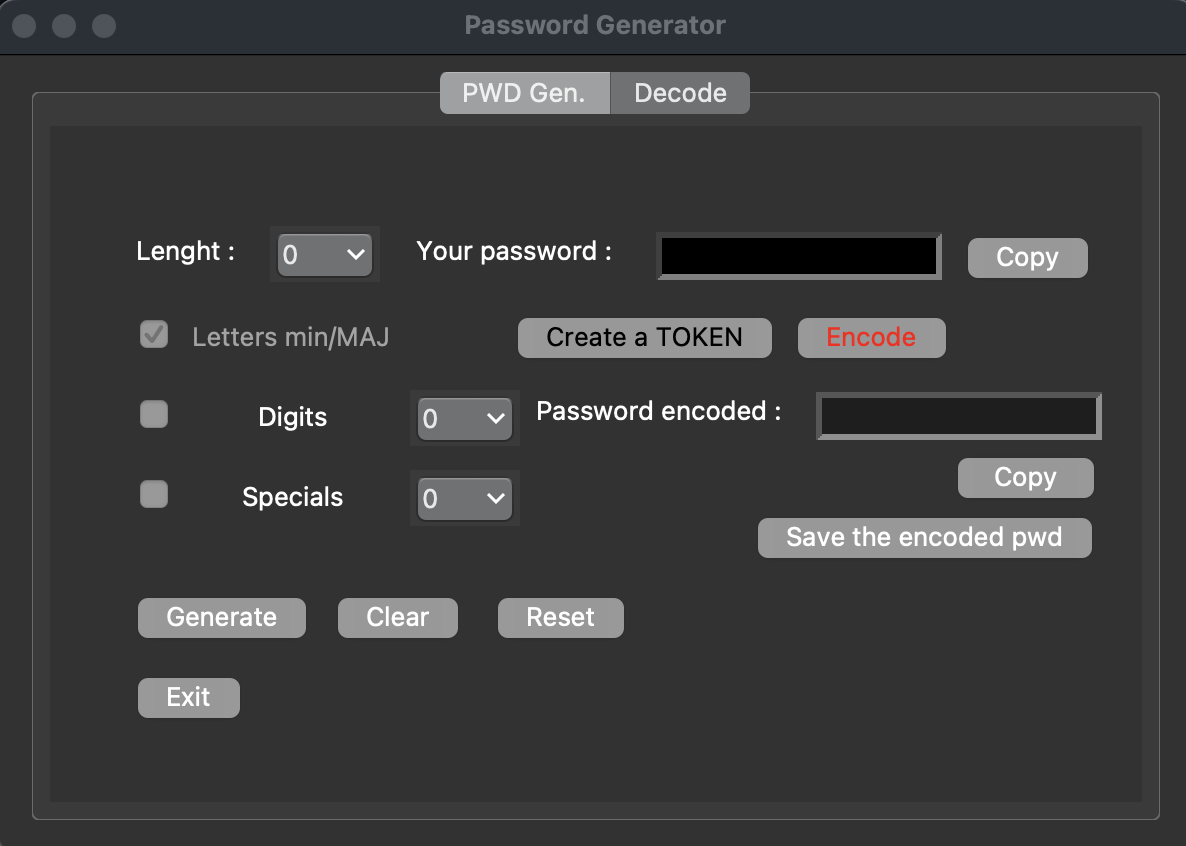 Password Generator
PWD Gen. Decode
Lenght : 0 Your password : Copy
Letters min/MAJ Create a TOKEN Encode
Digits 0 Password encoded :
Copy
Specials 0
Save the encoded pwd
Generate Clear Reset
Exit